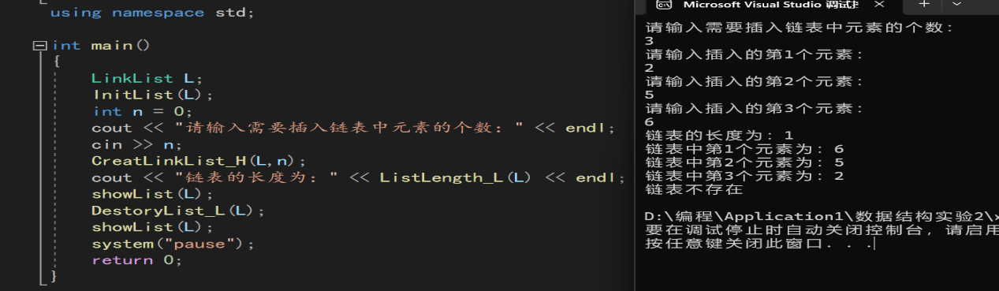 using namespace std;
int main()
{
LinkList L;
InitList(L);
int n = 0;
cout << "请输入需要插入链表中元素的个数：" << endl;
cin >> n;
CreatLinkList_H(L,n);
cout << "链表的长度为：" << ListLength_L(L) << endl;
showList(L);
DestoryList_L(L);
showList(L);
system("pause");
return 0;
}
Microsoft Visual Studio 调试
请输入需要插入链表中元素的个数：
3
请输入插入的第1个元素：
2
请输入插入的第2个元素：
5
请输入插入的第3个元素：
6
链表的长度为：1
链表中第1个元素为：6
链表中第2个元素为：5
链表中第3个元素为：2
链表不存在
D:\编程\Application1\数据结构实验2\x
要在调试停止时自动关闭控制台，请启用
按任意键关闭此窗口. . .